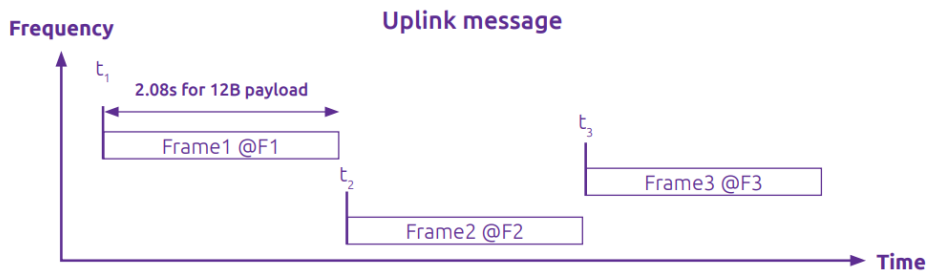 Uplink message
Frequency
t₁
2.08s for 12B payload
Frame1 @F1
t₂
Frame2 @F2
t₃
Frame3 @F3
Time